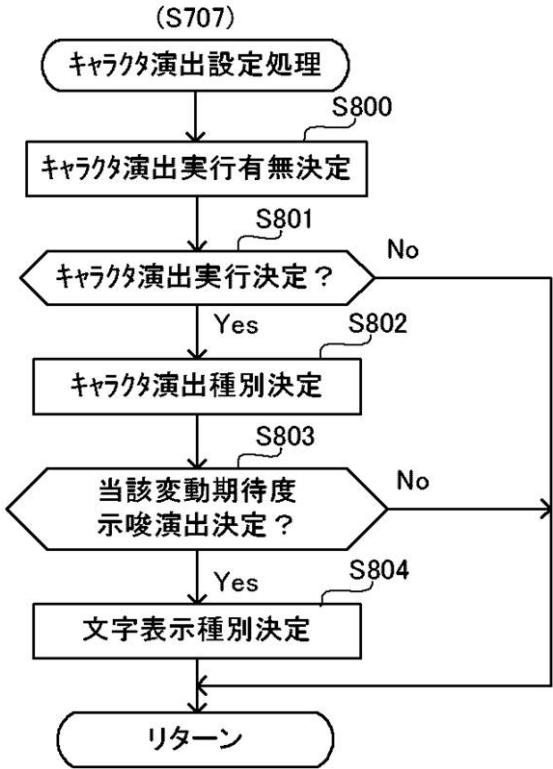 (S707)
ｷｬﾗｸﾀ演出設定処理
S800
ｷｬﾗｸﾀ演出実行有無決定
S801
No
ｷｬﾗｸﾀ演出実行決定？
Yes
S802
ｷｬﾗｸﾀ演出種別決定
S803
当該変動期待度
示唆演出決定？
No
Yes
S804
文字表示種別決定
リターン